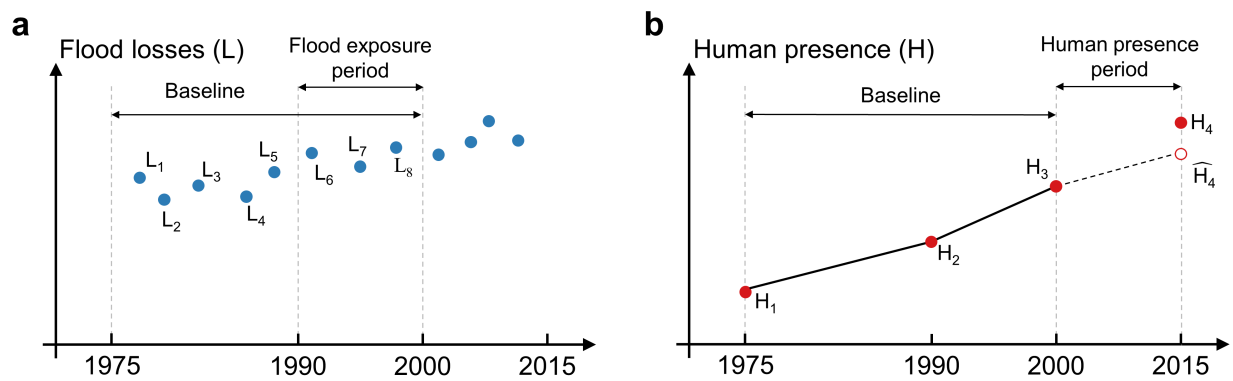 a
Flood losses (L)
Flood exposure
period
Baseline
L1
L2
L3
L4
L5
L6
L7
L8
1975
1990
2000
2015
b
Human presence (H)
Human presence
period
Baseline
H1
H2
H3
H4
Ĥ4
1975
1990
2000
2015